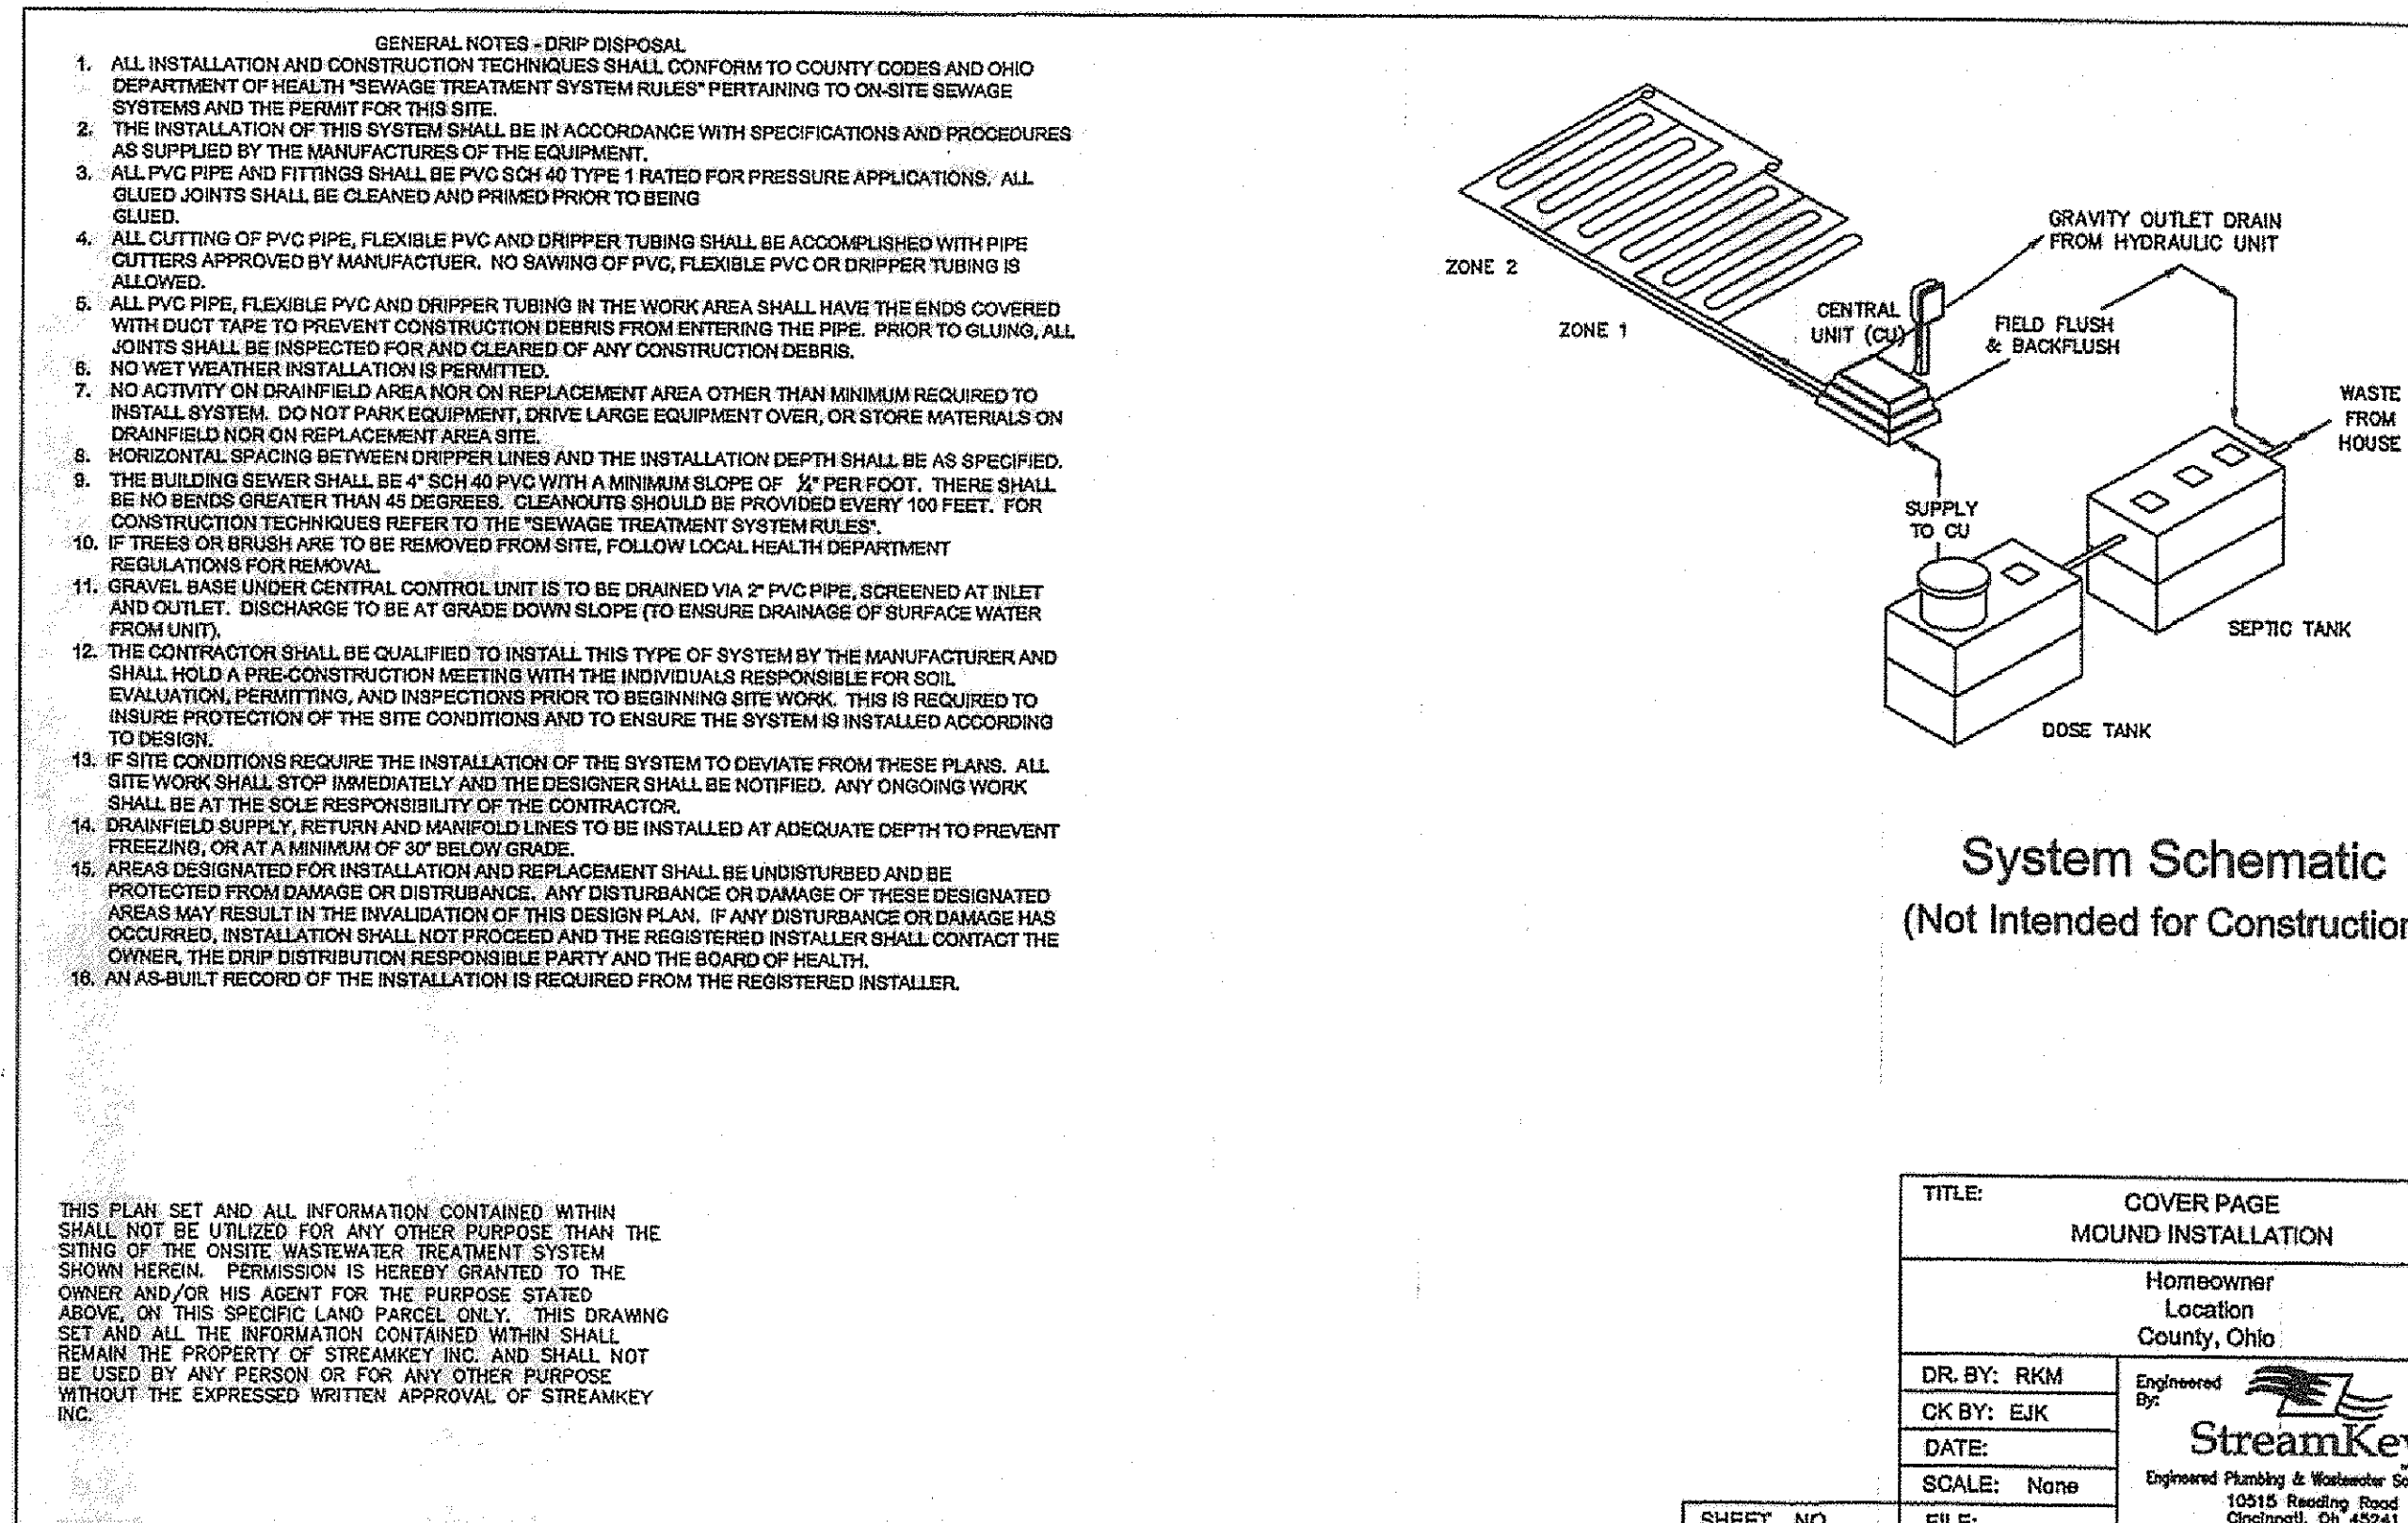 GENERAL NOTES - DRIP DISPOSAL
1. ALL INSTALLATION AND CONSTRUCTION TECHNIQUES SHALL CONFORM TO COUNTY CODES AND OHIO
DEPARTMENT OF HEALTH "SEWAGE TREATMENT SYSTEM RULES" PERTAINING TO ON-SITE SEWAGE
SYSTEMS AND THE PERMIT FOR THIS SITE.
2. THE INSTALLATION OF THIS SYSTEM SHALL BE IN ACCORDANCE WITH SPECIFICATIONS AND PROCEDURES
AS SUPPLIED BY THE MANUFACTURES OF THE EQUIPMENT.
3. ALL PVC PIPE AND FITTINGS SHALL BE PVC SCH 40 TYPE 1 RATED FOR PRESSURE APPLICATIONS. ALL
GLUED JOINTS SHALL BE CLEANED AND PRIMED PRIOR TO BEING
GLUED.
4. ALL CUTTING OF PVC PIPE, FLEXIBLE PVC AND DRIPPER TUBING SHALL BE ACCOMPLISHED WITH PIPE
CUTTERS APPROVED BY MANUFACTUER. NO SAWING OF PVC, FLEXIBLE PVC OR DRIPPER TUBING IS
ALLOWED.
5. ALL PVC PIPE, FLEXIBLE PVC AND DRIPPER TUBING IN THE WORK AREA SHALL HAVE THE ENDS COVERED
WITH DUCT TAPE TO PREVENT CONSTRUCTION DEBRIS FROM ENTERING THE PIPE. PRIOR TO GLUING, ALL
JOINTS SHALL BE INSPECTED FOR AND CLEARED OF ANY CONSTRUCTION DEBRIS.
6. NO WET WEATHER INSTALLATION IS PERMITTED.
7. NO ACTIVITY ON DRAINFIELD AREA NOR ON REPLACEMENT AREA OTHER THAN MINIMUM REQUIRED TO
INSTALL SYSTEM. DO NOT PARK EQUIPMENT, DRIVE LARGE EQUIPMENT OVER, OR STORE MATERIALS ON
DRAINFIELD NOR ON REPLACEMENT AREA SITE.
8. HORIZONTAL SPACING BETWEEN DRIPPER LINES AND THE INSTALLATION DEPTH SHALL BE AS SPECIFIED.
9. THE BUILDING SEWER SHALL BE 4" SCH 40 PVC WITH A MINIMUM SLOPE OF ¼" PER FOOT. THERE SHALL
BE NO BENDS GREATER THAN 45 DEGREES. CLEANOUTS SHOULD BE PROVIDED EVERY 100 FEET. FOR
CONSTRUCTION TECHNIQUES REFER TO THE "SEWAGE TREATMENT SYSTEM RULES".
10. IF TREES OR BRUSH ARE TO BE REMOVED FROM SITE, FOLLOW LOCAL HEALTH DEPARTMENT
REGULATIONS FOR REMOVAL.
11. GRAVEL BASE UNDER CENTRAL CONTROL UNIT IS TO BE DRAINED VIA 2" PVC PIPE, SCREENED AT INLET
AND OUTLET. DISCHARGE TO BE AT GRADE DOWN SLOPE (TO ENSURE DRAINAGE OF SURFACE WATER
FROM UNIT).
12. THE CONTRACTOR SHALL BE QUALIFIED TO INSTALL THIS TYPE OF SYSTEM BY THE MANUFACTURER AND
SHALL HOLD A PRE-CONSTRUCTION MEETING WITH THE INDIVIDUALS RESPONSIBLE FOR SOIL
EVALUATION, PERMITTING, AND INSPECTIONS PRIOR TO BEGINNING SITE WORK. THIS IS REQUIRED TO
INSURE PROTECTION OF THE SITE CONDITIONS AND TO ENSURE THE SYSTEM IS INSTALLED ACCORDING
TO DESIGN.
13. IF SITE CONDITIONS REQUIRE THE INSTALLATION OF THE SYSTEM TO DEVIATE FROM THESE PLANS. ALL
SITE WORK SHALL STOP IMMEDIATELY AND THE DESIGNER SHALL BE NOTIFIED. ANY ONGOING WORK
SHALL BE AT THE SOLE RESPONSIBILITY OF THE CONTRACTOR.
14. DRAINFIELD SUPPLY, RETURN AND MANIFOLD LINES TO BE INSTALLED AT ADEQUATE DEPTH TO PREVENT
FREEZING, OR AT A MINIMUM OF 30" BELOW GRADE.
15. AREAS DESIGNATED FOR INSTALLATION AND REPLACEMENT SHALL BE UNDISTURBED AND BE
PROTECTED FROM DAMAGE OR DISTRUBANCE. ANY DISTURBANCE OR DAMAGE OF THESE DESIGNATED
AREAS MAY RESULT IN THE INVALIDATION OF THIS DESIGN PLAN. IF ANY DISTURBANCE OR DAMAGE HAS
OCCURRED, INSTALLATION SHALL NOT PROCEED AND THE REGISTERED INSTALLER SHALL CONTACT THE
OWNER, THE DRIP DISTRIBUTION RESPONSIBLE PARTY AND THE BOARD OF HEALTH.
16. AN AS-BUILT RECORD OF THE INSTALLATION IS REQUIRED FROM THE REGISTERED INSTALLER.
THIS PLAN SET AND ALL INFORMATION CONTAINED WITHIN
SHALL NOT BE UTILIZED FOR ANY OTHER PURPOSE THAN THE
SITING OF THE ONSITE WASTEWATER TREATMENT SYSTEM
SHOWN HEREIN. PERMISSION IS HEREBY GRANTED TO THE
OWNER AND/OR HIS AGENT FOR THE PURPOSE STATED
ABOVE, ON THIS SPECIFIC LAND PARCEL ONLY. THIS DRAWING
SET AND ALL THE INFORMATION CONTAINED WITHIN SHALL
REMAIN THE PROPERTY OF STREAMKEY INC. AND SHALL NOT
BE USED BY ANY PERSON OR FOR ANY OTHER PURPOSE
WITHOUT THE EXPRESSED WRITTEN APPROVAL OF STREAMKEY
INC.
GRAVITY OUTLET DRAIN
FROM HYDRAULIC UNIT
ZONE 2
ZONE 1
CENTRAL
UNIT (CU)
FIELD FLUSH
& BACKFLUSH
WASTE
FROM
HOUSE
SUPPLY
TO CU
SEPTIC TANK
DOSE TANK
System Schematic
(Not Intended for Construction
TITLE:
COVER PAGE
MOUND INSTALLATION
Homeowner
Location
County, Ohio
DR. BY: RKM
CK BY: EJK
DATE:
SCALE: None
FILE:
SHEET NO
Engineered
By:
StreamKey
Engineered Plumbing & Wastewater
10515 Reading Road
Cincinnati, Oh 45241